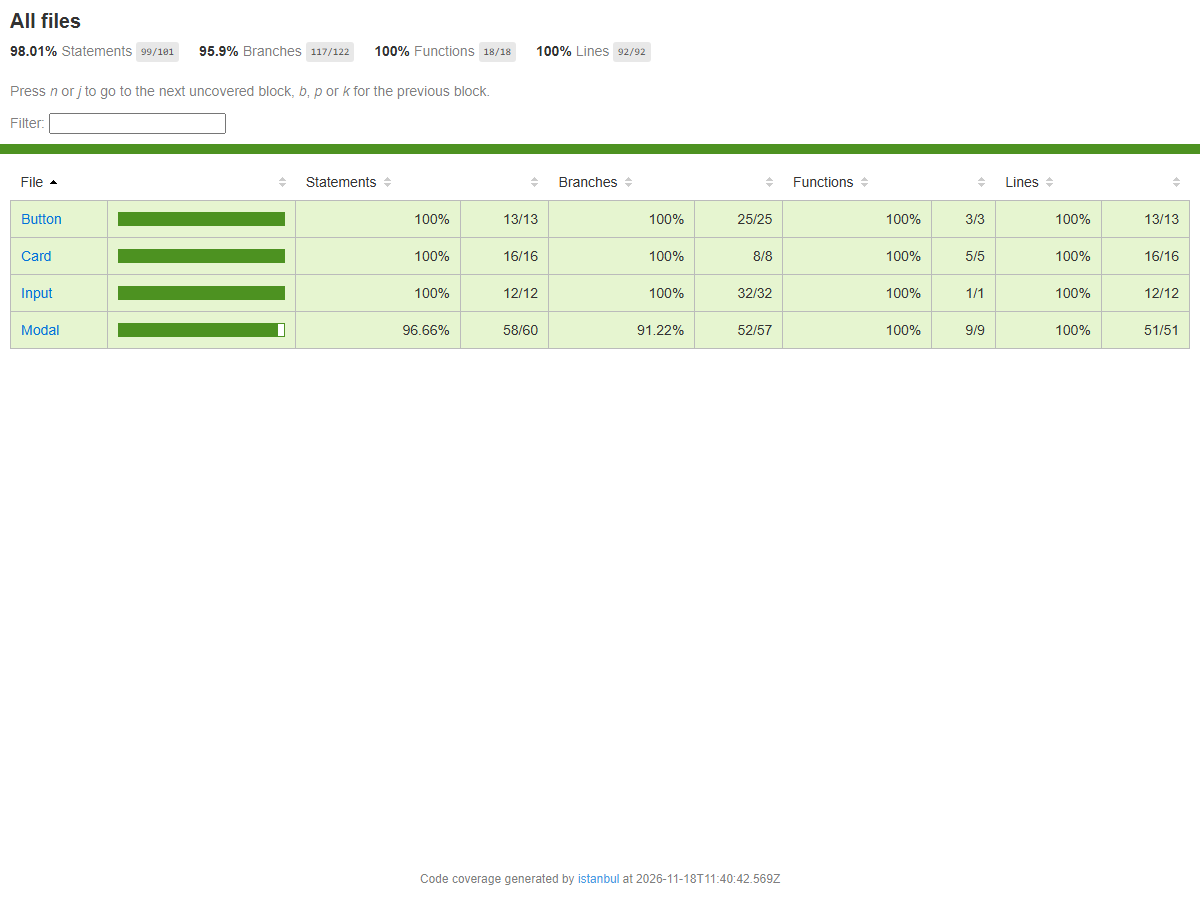 All files
98.01% Statements 99/101 95.9% Branches 117/122 100% Functions 18/18 100% Lines 92/92
Press n or j to go to the next uncovered block, b, p or k for the previous block.
Filter:
File Statements Branches Functions Lines
Button 100% 13/13 100% 25/25 100% 3/3 100% 13/13
Card 100% 16/16 100% 8/8 100% 5/5 100% 16/16
Input 100% 12/12 100% 32/32 100% 1/1 100% 12/12
Modal 96.66% 58/60 91.22% 52/57 100% 9/9 100% 51/51
Code coverage generated by istanbul at 2026-11-18T11:40:42.569Z